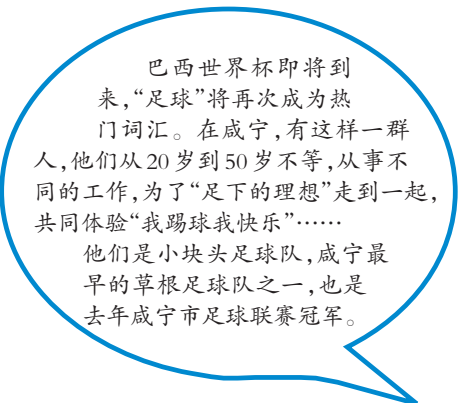 巴西世界杯即将到
来，“足球”将再次成为热
门词汇。在咸宁，有这样一群
人，他们从20岁到50岁不等，从事不
同的工作，为了“足下的理想”走到一起，
共同体验“我踢球我快乐”……
他们是小块头足球队，咸宁最
早的草根足球队之一，也是
去年咸宁市足球联赛冠军。